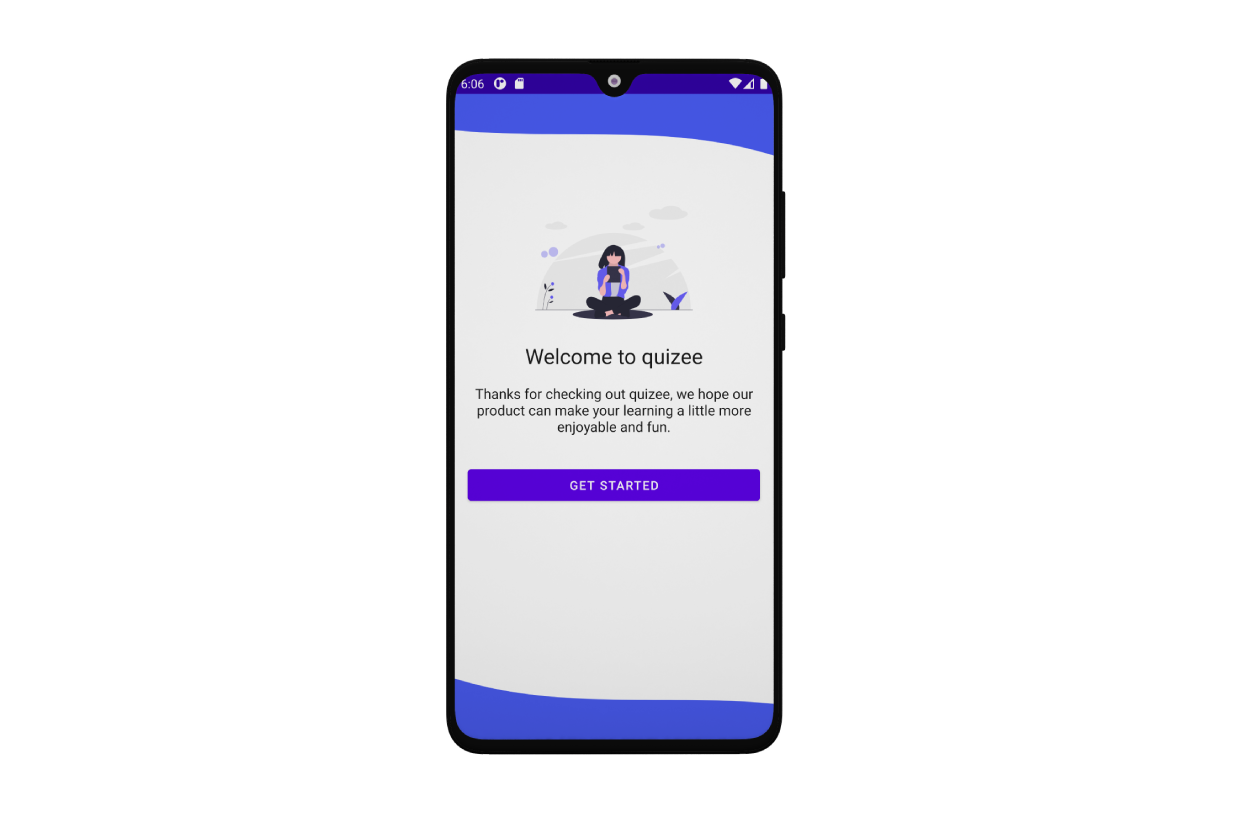 6:06
Welcome to quizee
Thanks for checking out quizee, we hope our
product can make your learning a little more
enjoyable and fun.
GET STARTED